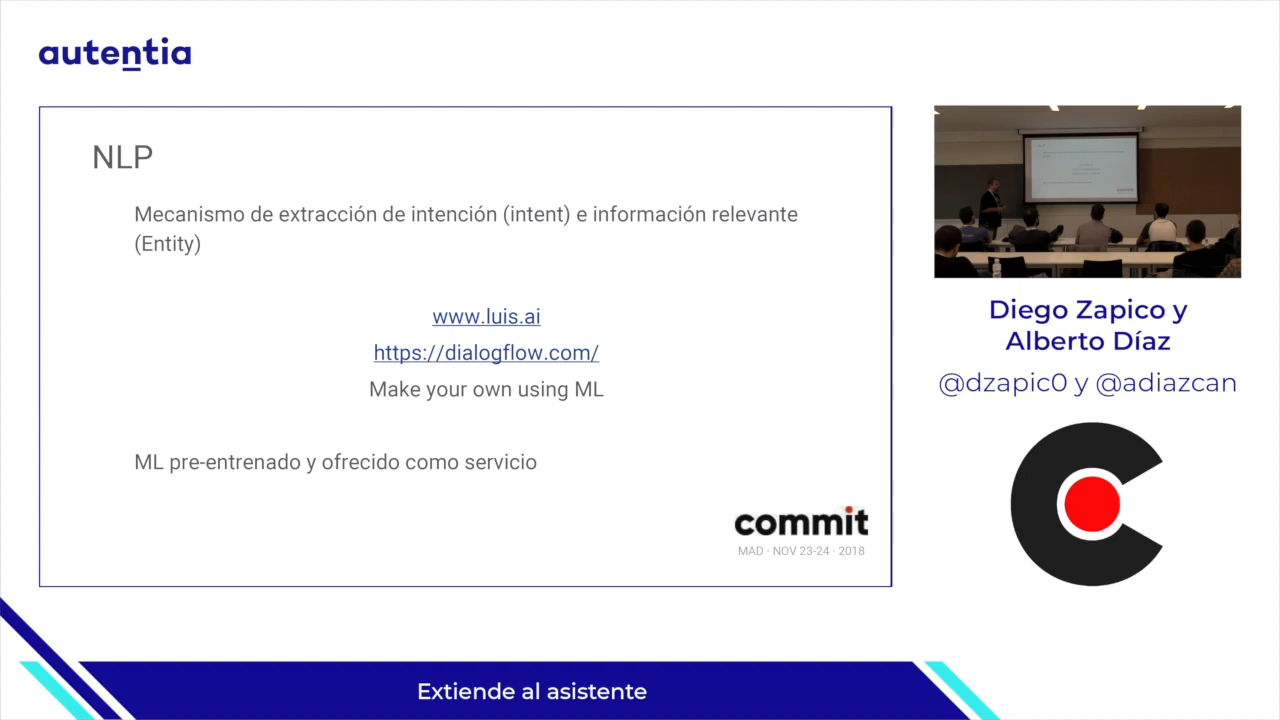 autentia
NLP
Mecanismo de extracción de intención (intent) e información relevante
(Entity)
www.luis.ai
https://dialogflow.com/
Make your own using ML
ML pre-entrenado y ofrecido como servicio
commit
MAD · NOV 23-24 · 2018
NLP
Diego Zapico y
Alberto Díaz
@dzapic0 y @adiazcan
Extiende al asistente